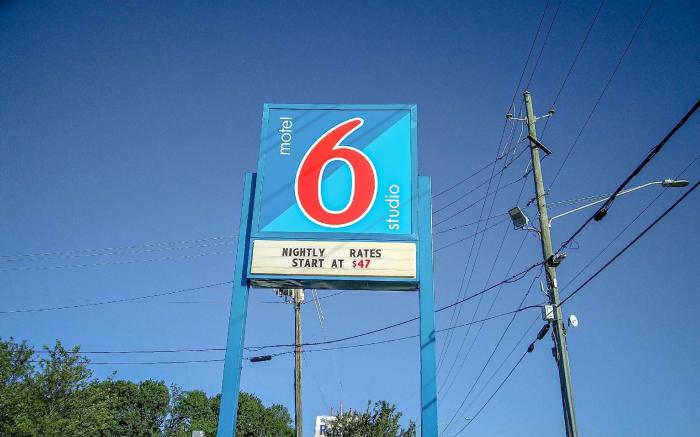 motel
6
studio
NIGHTLY RATES
START AT $47